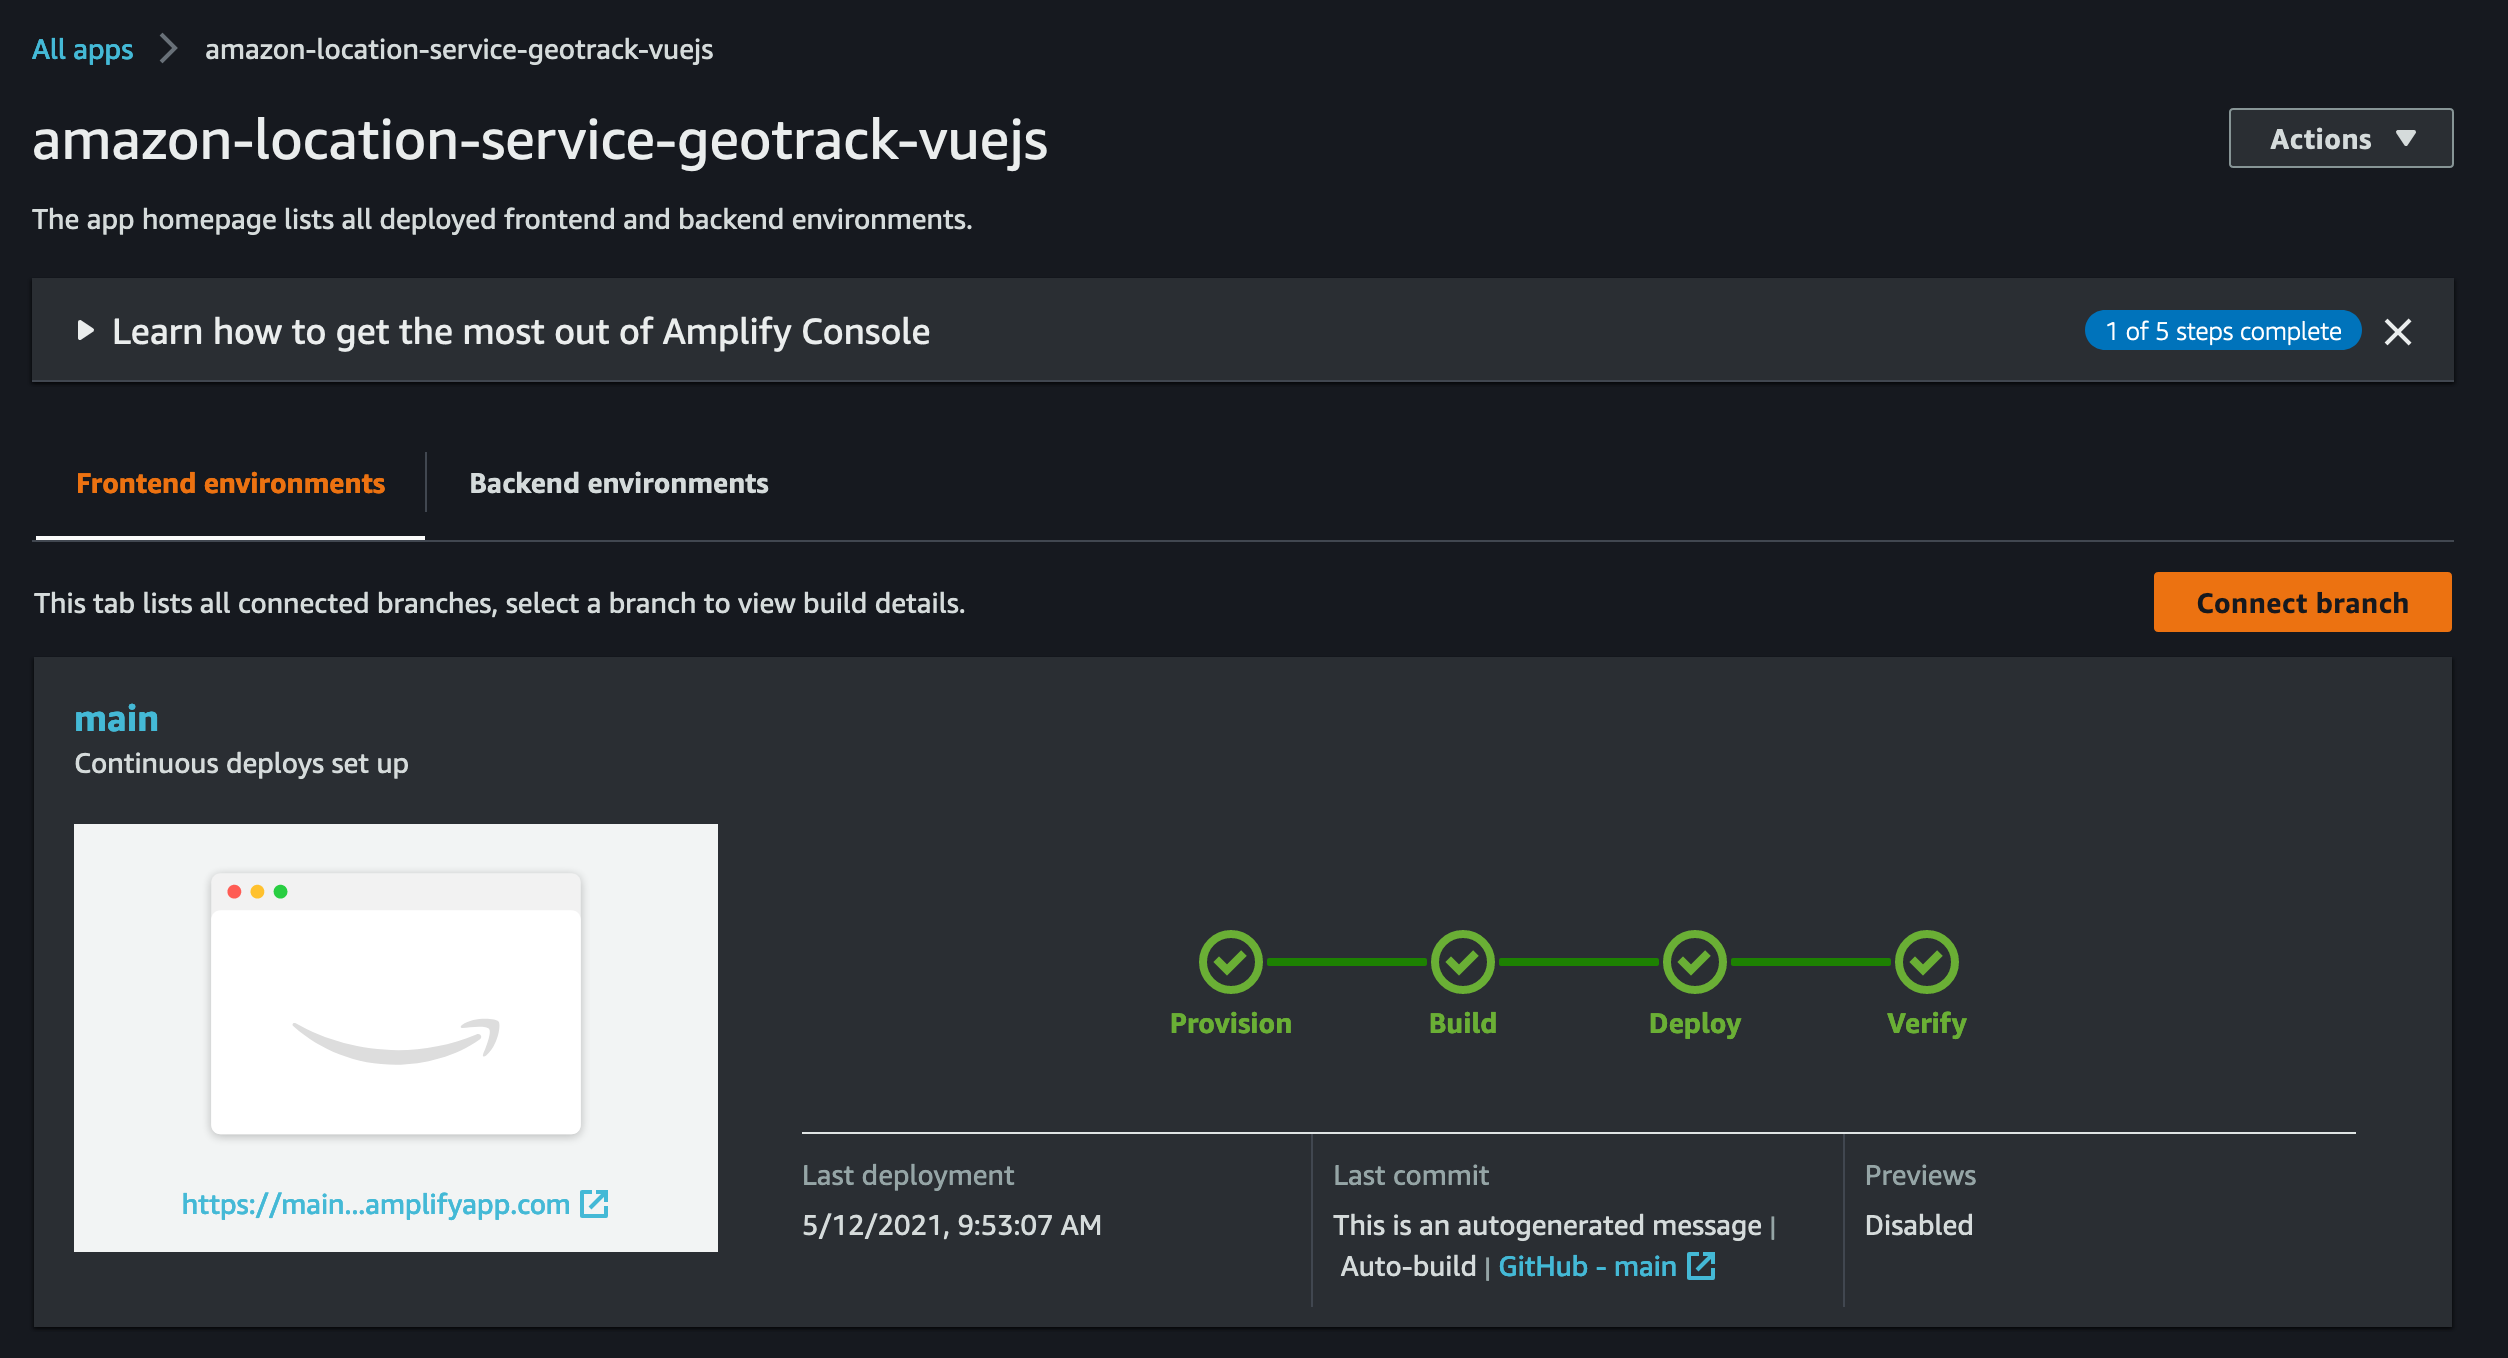 All apps
amazon-location-service-geotrack-vuejs
amazon-location-service-geotrack-vuejs
Actions
The app homepage lists all deployed frontend and backend environments.
Learn how to get the most out of Amplify Console
1 of 5 steps complete
Frontend environments
Backend environments
This tab lists all connected branches, select a branch to view build details.
Connect branch
main
Continuous deploys set up
https://main...amplifyapp.com
Provision
Build
Deploy
Verify
Last deployment
5/12/2021, 9:53:07 AM
Last commit
This is an autogenerated message |
Auto-build | GitHub - main
Previews
Disabled